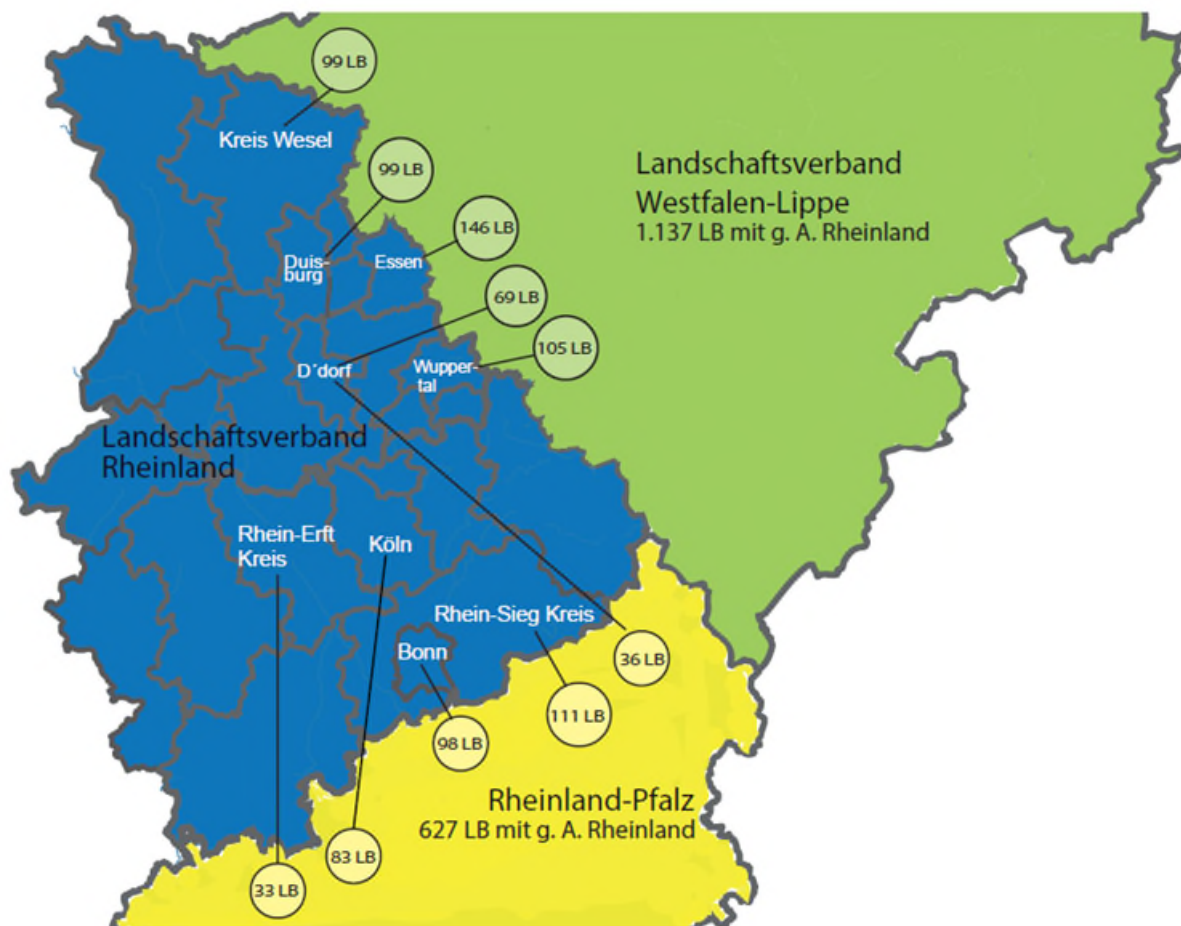 99 LB
Kreis Wesel
99 LB
Landschaftsverband
Westfalen-Lippe
1.137 LB mit g. A. Rheinland
146 LB
Duis-
burg
Essen
69 LB
105 LB
D´dorf
Wupper-
tal
Landschaftsverband
Rheinland
Rhein-Erft
Kreis
Köln
Rhein-Sieg Kreis
Bonn
36 LB
111 LB
98 LB
Rheinland-Pfalz
627 LB mit g. A. Rheinland
83 LB
33 LB